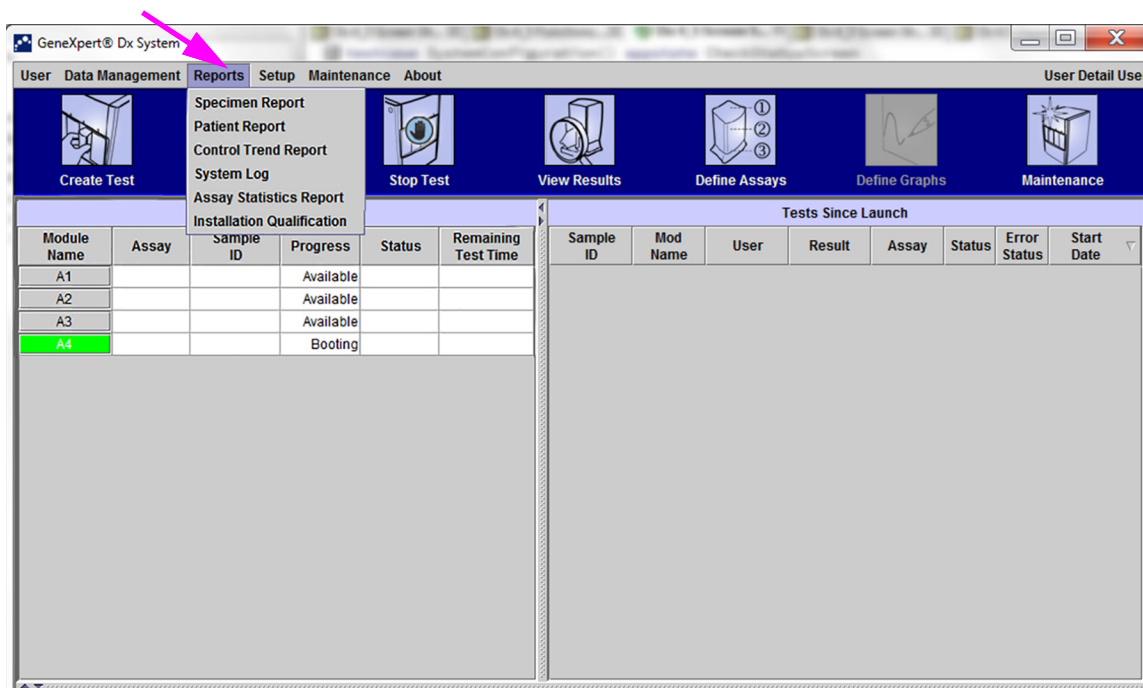 GeneXpert® Dx System
User Data Management Reports Setup Maintenance About User Detail Use
Specimen Report
Patient Report
Control Trend Report
System Log
Assay Statistics Report
Installation Qualification
Create Test Stop Test View Results Define Assays Define Graphs Maintenance
① ② ③
Tests Since Launch
Module Name Assay Sample ID Progress Status Remaining Test Time
Sample ID Mod Name User Result Assay Status Error Status Start Date
A1 Available
A2 Available
A3 Available
A4 Booting